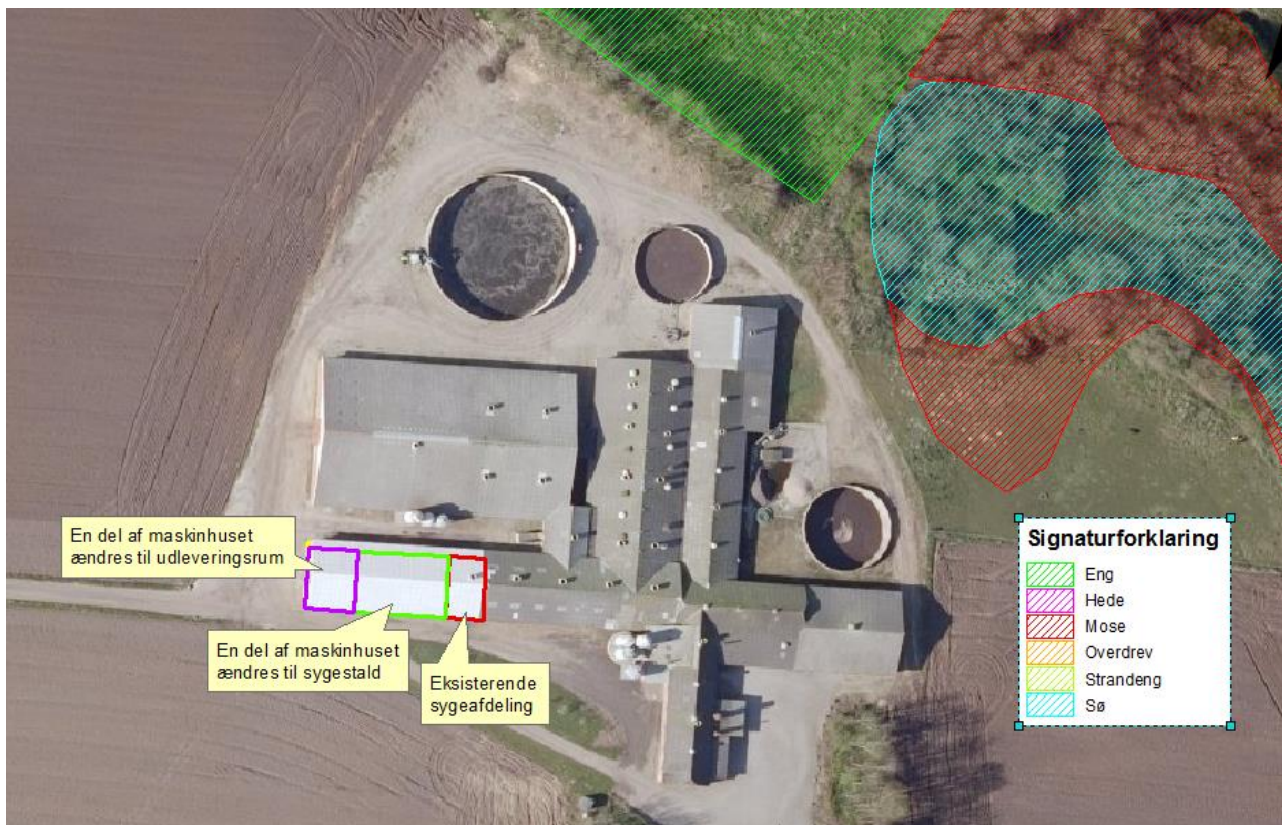 En del af maskinhuset
ændres til udleveringsrum
En del af maskinhuset
ændres til sygestald
Eksisterende
sygeafdeling
Signaturforklaring
Eng
Hede
Mose
Overdrev
Strandeng
Sø